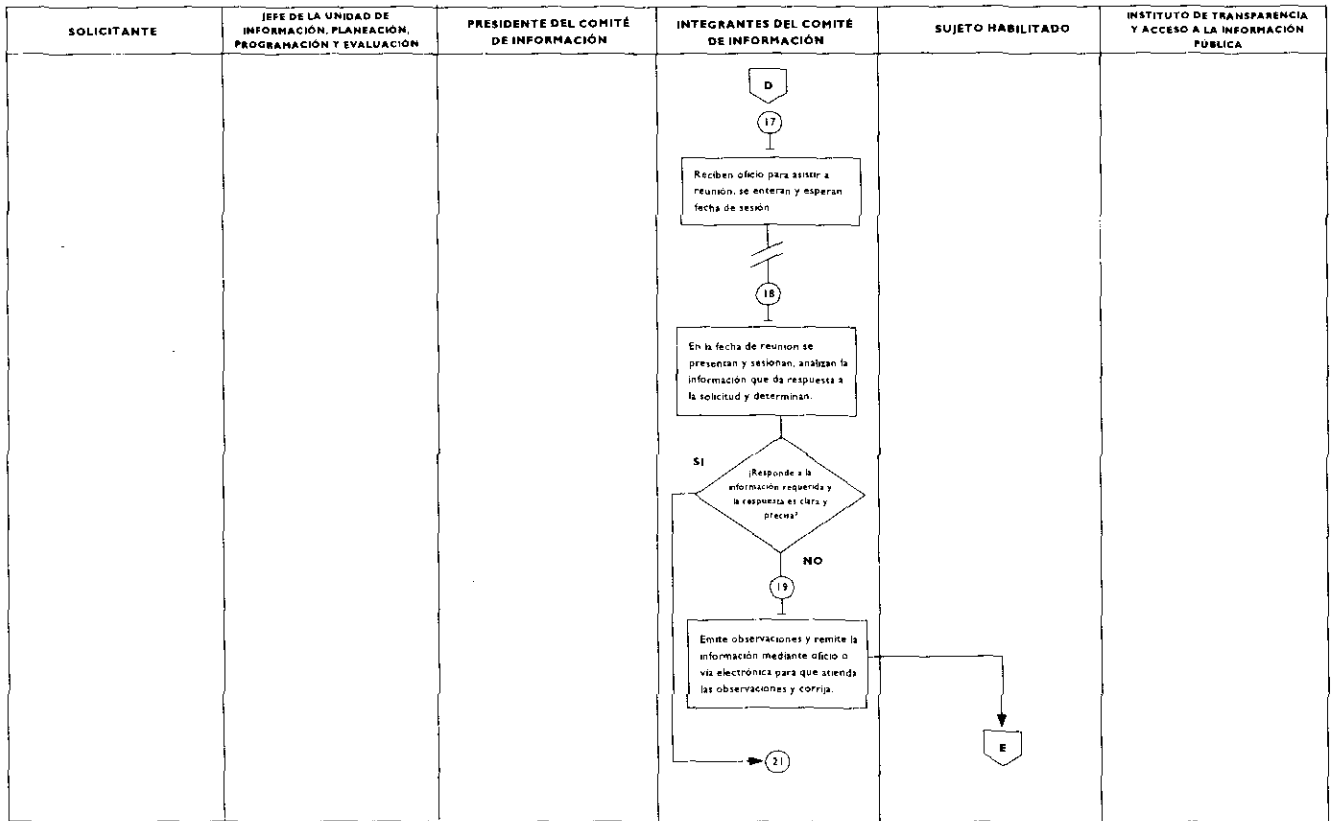 SOLICITANTE
JEFE DE LA UNIDAD DE
INFORMACIÓN, PLANEACIÓN,
PROGRAMACIÓN Y EVALUACIÓN
PRESIDENTE DEL COMITÉ
DE INFORMACIÓN
INTEGRANTES DEL COMITÉ
DE INFORMACIÓN
SUJETO HABILITADO
INSTITUTO DE TRANSPARENCIA
Y ACCESO A LA INFORMACIÓN
PÚBLICA
D
17
Reciben oficio para asistir a
reunión, se enteran y esperan
fecha de sesión
18
En la fecha de reunion se
presentan y sesionan, analizan la
información que da respuesta a
la solicitud y determinan.
SI
¿Responde a la
información requerida y
la respuesta es clara y
precisa?
NO
19
Emite observaciones y remite la
información mediante oficio o
vía electrónica para que atienda
las observaciones y corrija.
E
21